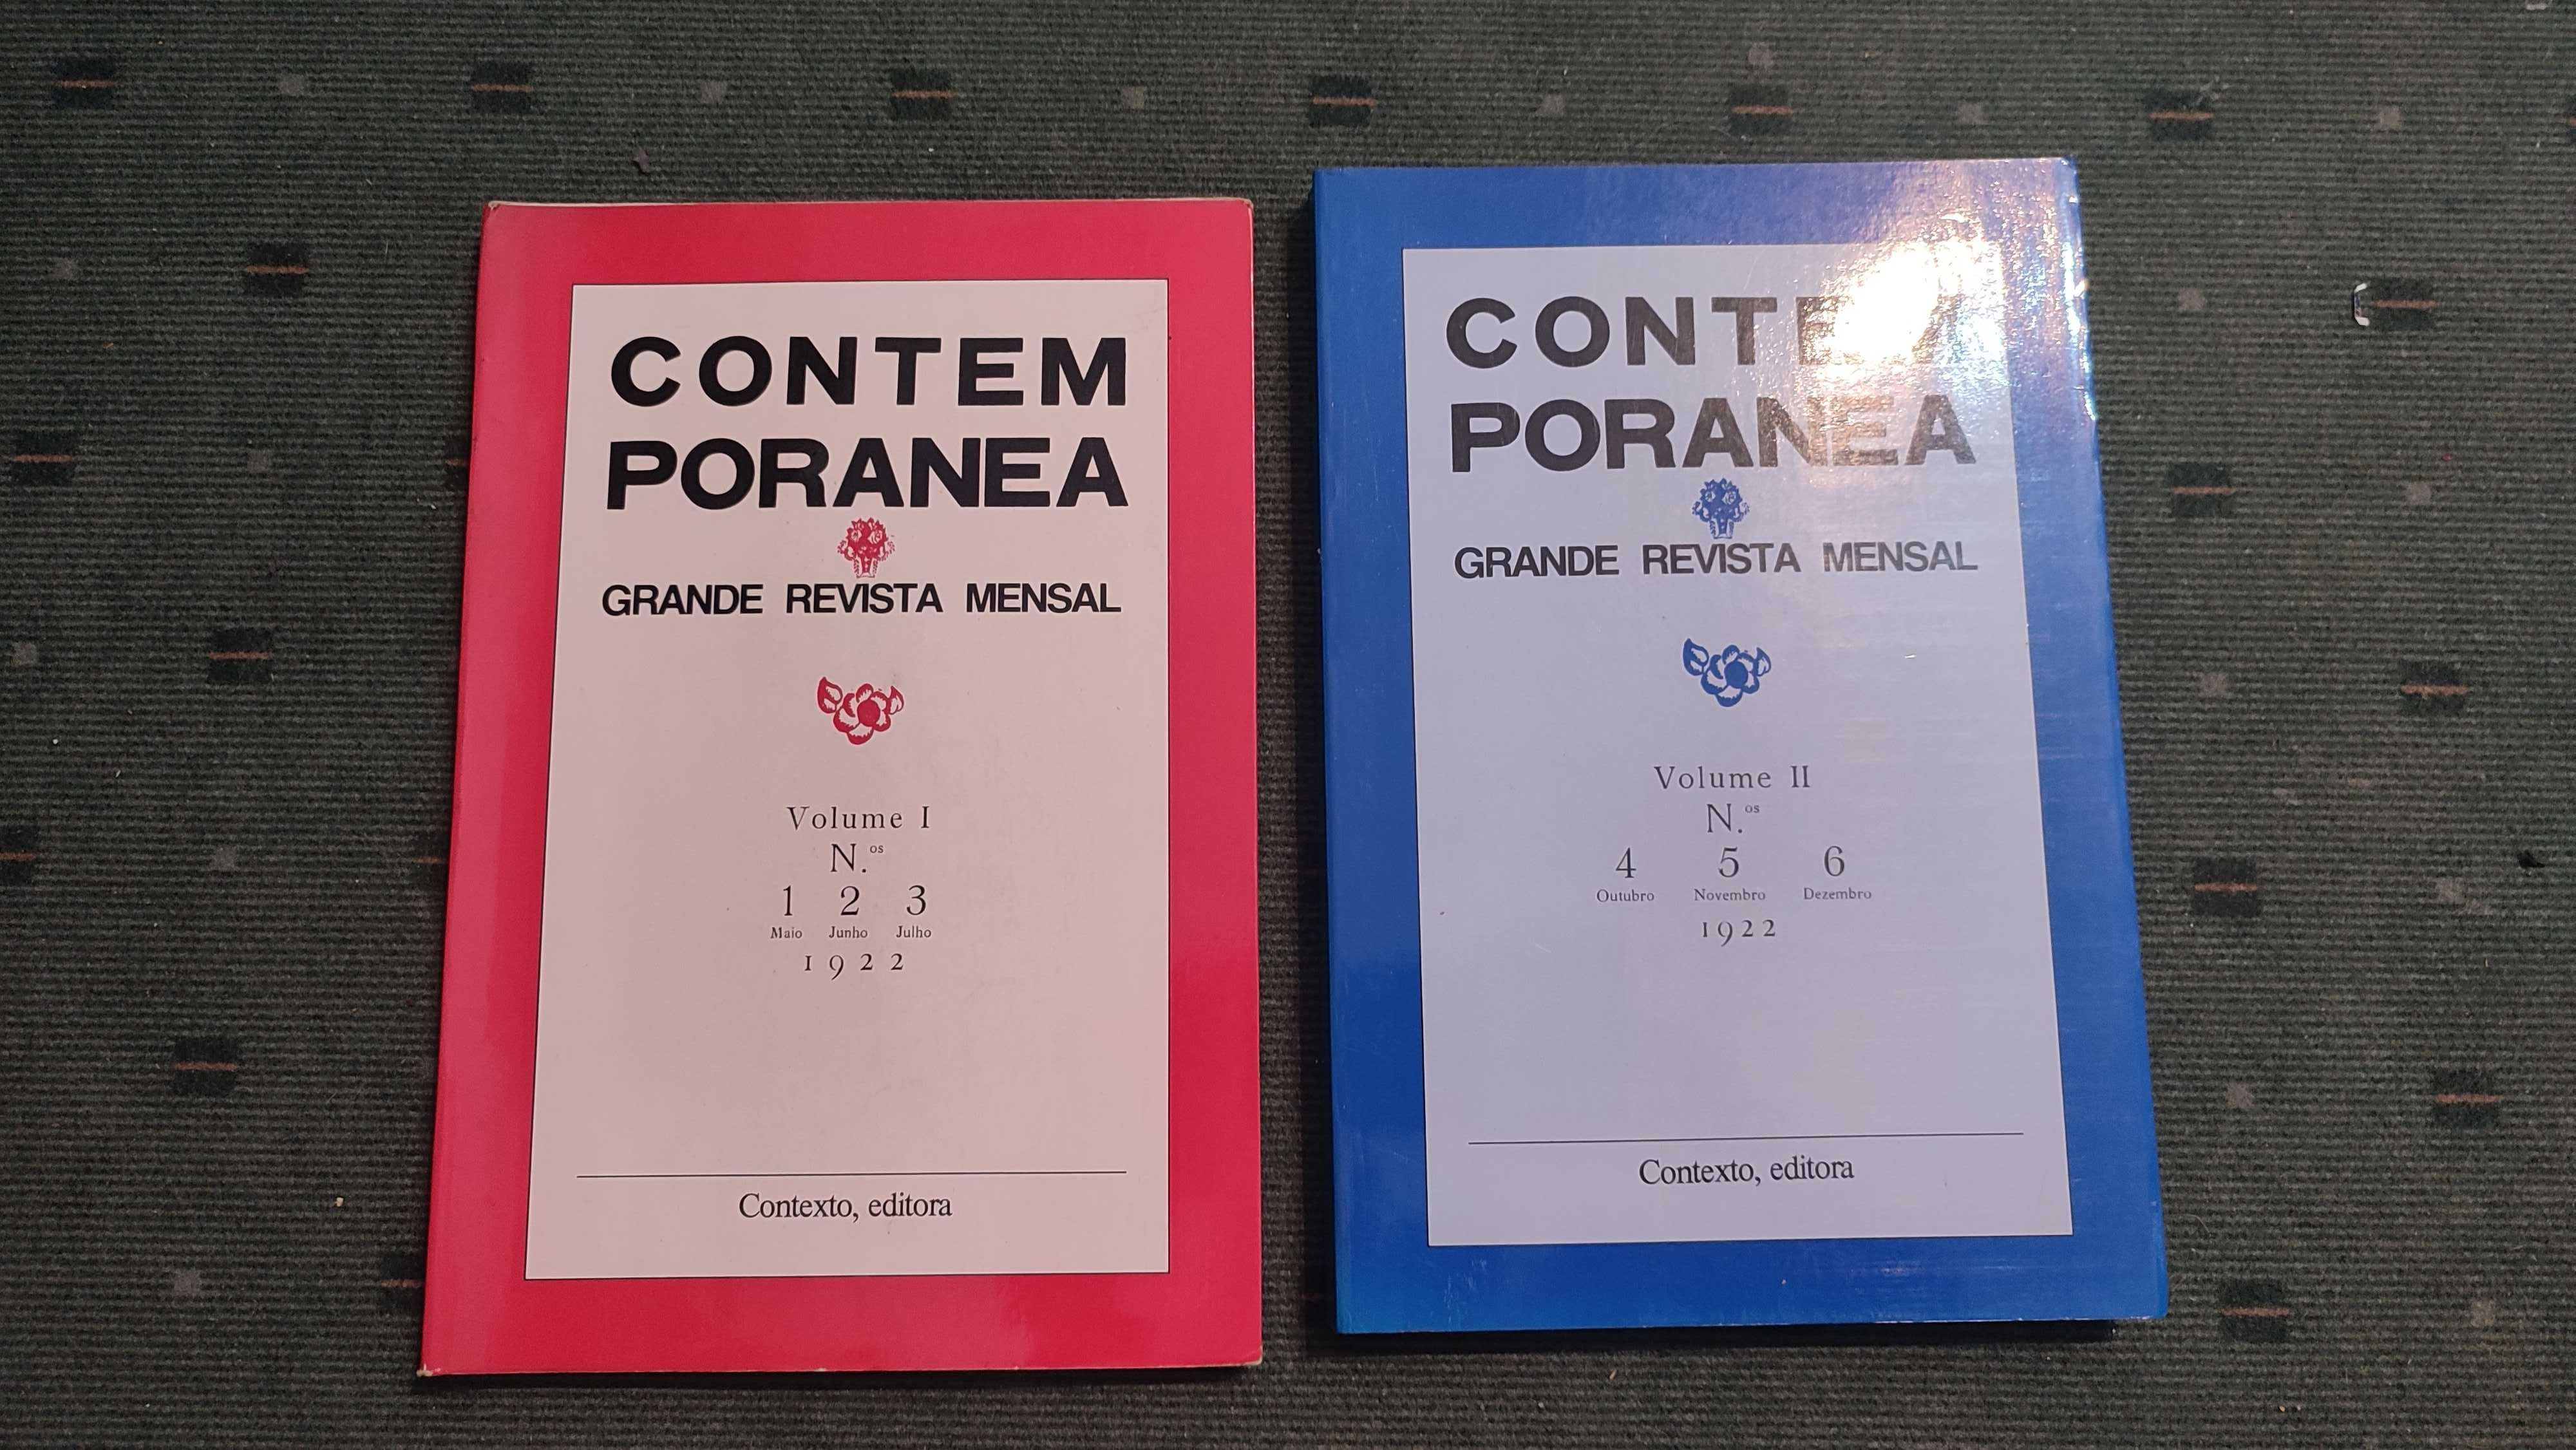 CONTEM
PORANEA
GRANDE REVISTA MENSAL
Volume I
N.os
1 2 3
Maio Junho Julho
1922
Contexto, editora
CONTEM
PORANEA
GRANDE REVISTA MENSAL
Volume II
N.os
4 5 6
Outubro Novembro Dezembro
1922
Contexto, editora